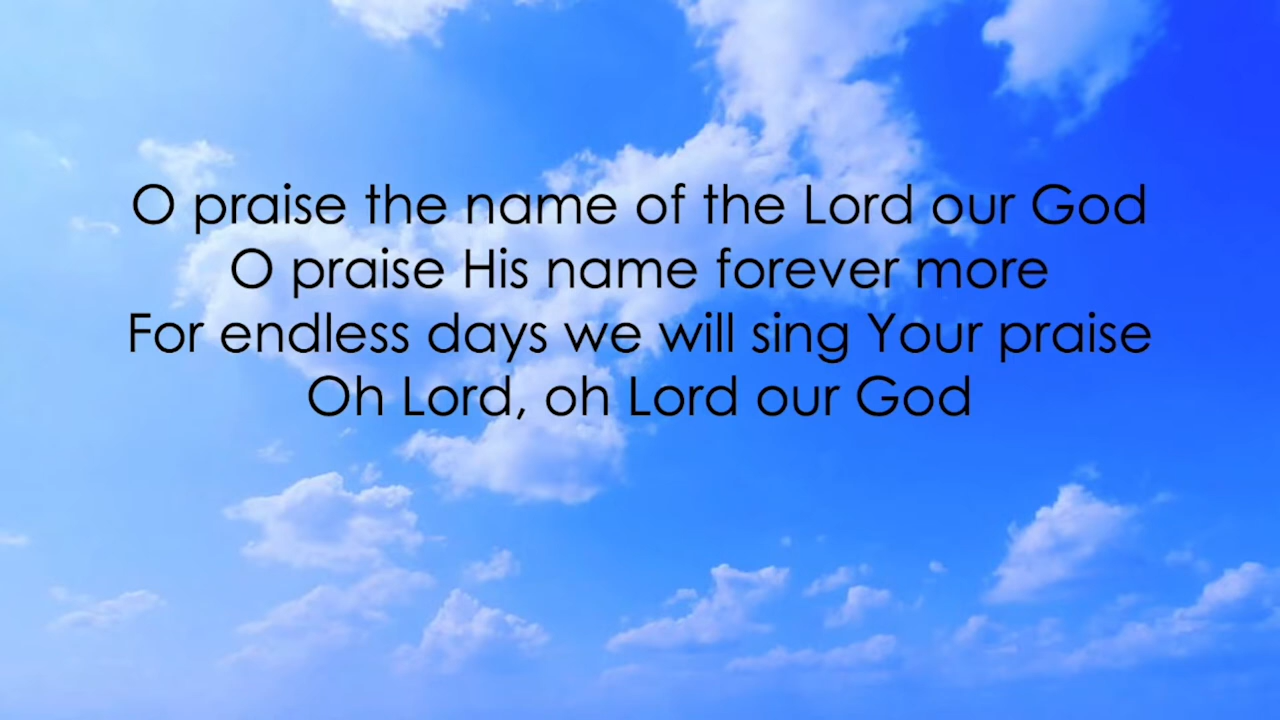 O praise the name of the Lord our God
O praise His name forever more
For endless days we will sing Your praise
Oh Lord, oh Lord our God